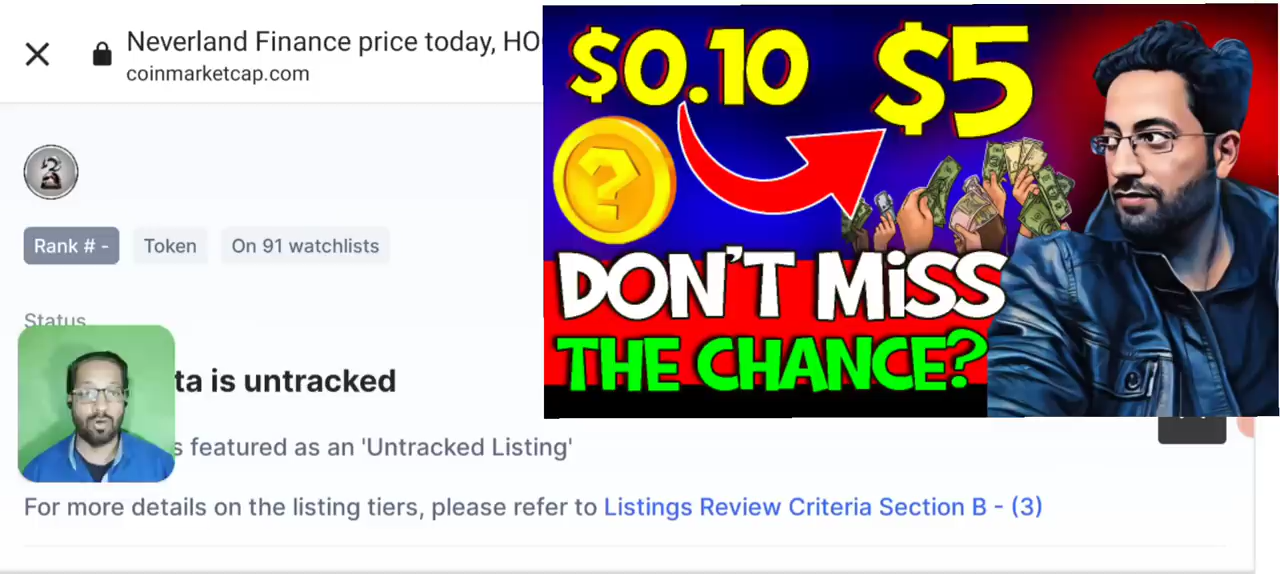 Neverland Finance price today, HO
coinmarketcap.com
$0.10 $5
?
DON'T MiSS
THE CHANCE?
Rank # -
Token
On 91 watchlists
Status
ta is untracked
s featured as an 'Untracked Listing'
For more details on the listing tiers, please refer to Listings Review Criteria Section B - (3)